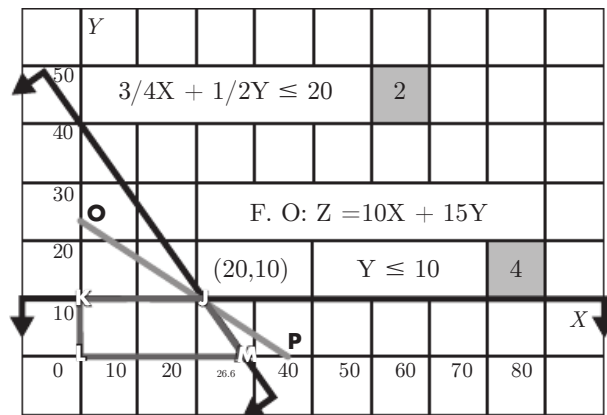 Y
50
3/4X + 1/2Y ≤ 20 2
40
30
O
F. O: Z =10X + 15Y
20
(20,10) Y ≤ 10 4
K J
10
X
P
L M
0 10 20 26.6 40 50 60 70 80